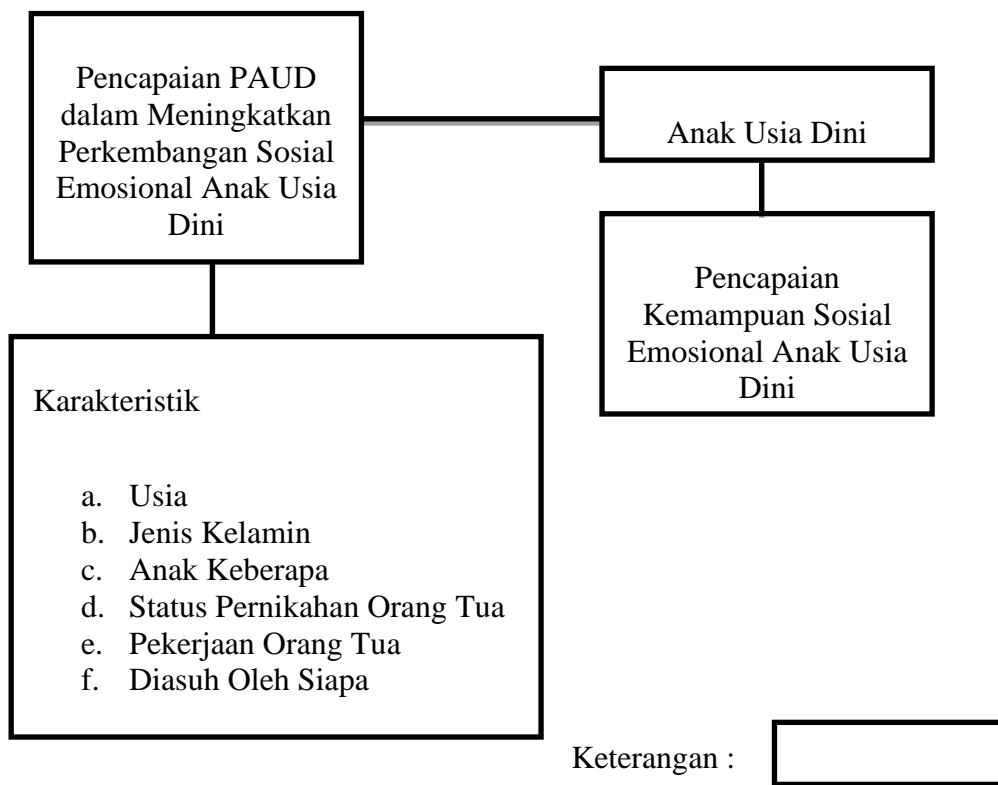 Pencapaian PAUD
dalam Meningkatkan
Perkembangan Sosial
Emosional Anak Usia
Dini
Anak Usia Dini
Pencapaian
Kemampuan Sosial
Emosional Anak Usia
Dini
Karakteristik
a. Usia
b. Jenis Kelamin
c. Anak Keberapa
d. Status Pernikahan Orang Tua
e. Pekerjaan Orang Tua
f. Diasuh Oleh Siapa
Keterangan :